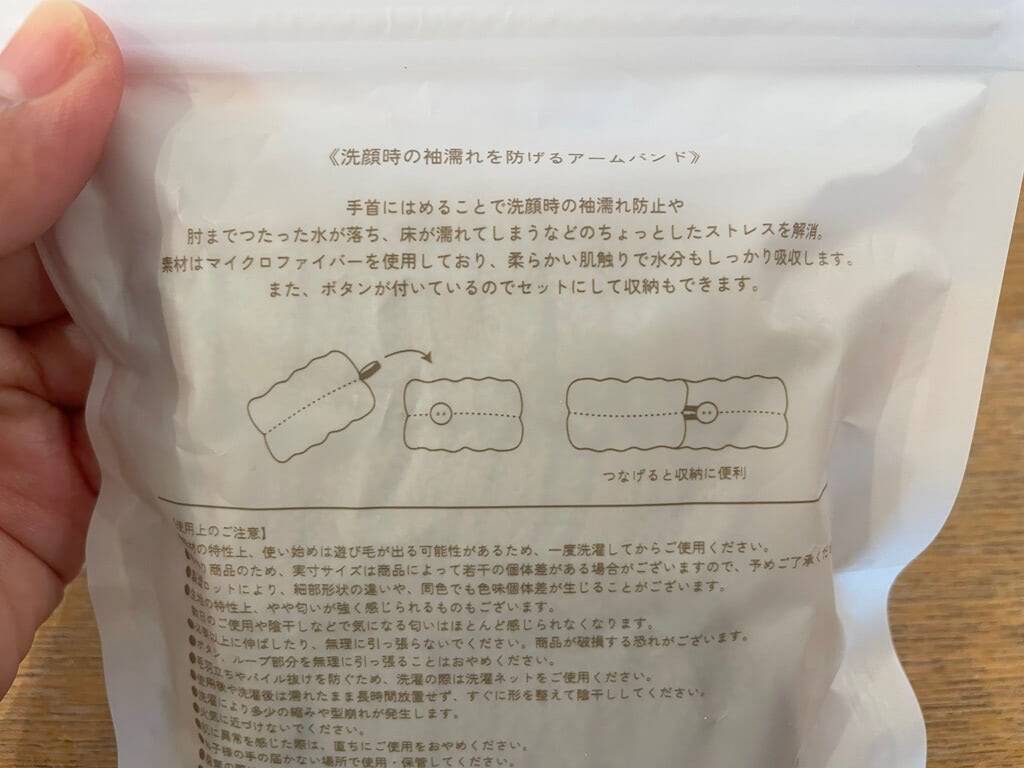 《洗顔時の袖濡れを防げるアームバンド》
手首にはめることで洗顔時の袖濡れ防止や
肘までつたった水が落ち、床が濡れてしまうなどのちょっとしたストレスを解消。
素材はマイクロファイバーを使用しており、柔らかい肌触りで水分もしっかり吸収します。
また、ボタンが付いているのでセットにして収納もできます。
つなげると収納に便利
使用上のご注意】
の特性上、使い始めは遊び毛が出る可能性があるため、一度洗濯してからご使用ください。
商品のため、実寸サイズは商品によって若干の個体差がある場合がございますので、予めご了承くだ
ロットにより、細部形状の違いや、同色でも色味個体差が生じることがございます。
●生地の特性上、やや匂いが強く感じられるものもございます。
のご使用や陰干しなどで気になる匂いはほとんど感じられなくなります。
●必要以上に伸ばしたり、無理に引っ張らないでください。商品が破損する恐れがございます。
●ボタン・ループ部分を無理に引っ張ることはおやめください。
●毛羽立ちやパイル抜けを防ぐため、洗濯の際は洗濯ネットをご使用ください。
●使用後や洗濯後は濡れたまま長時間放置せず、すぐに形を整えて陰干ししてください。
●洗濯により多少の縮みや型崩れが発生します。
●火気に近づけないでください。
に異常を感じた際は、直ちにご使用をおやめください。
子様の手の届かない場所で使用・保管してください。